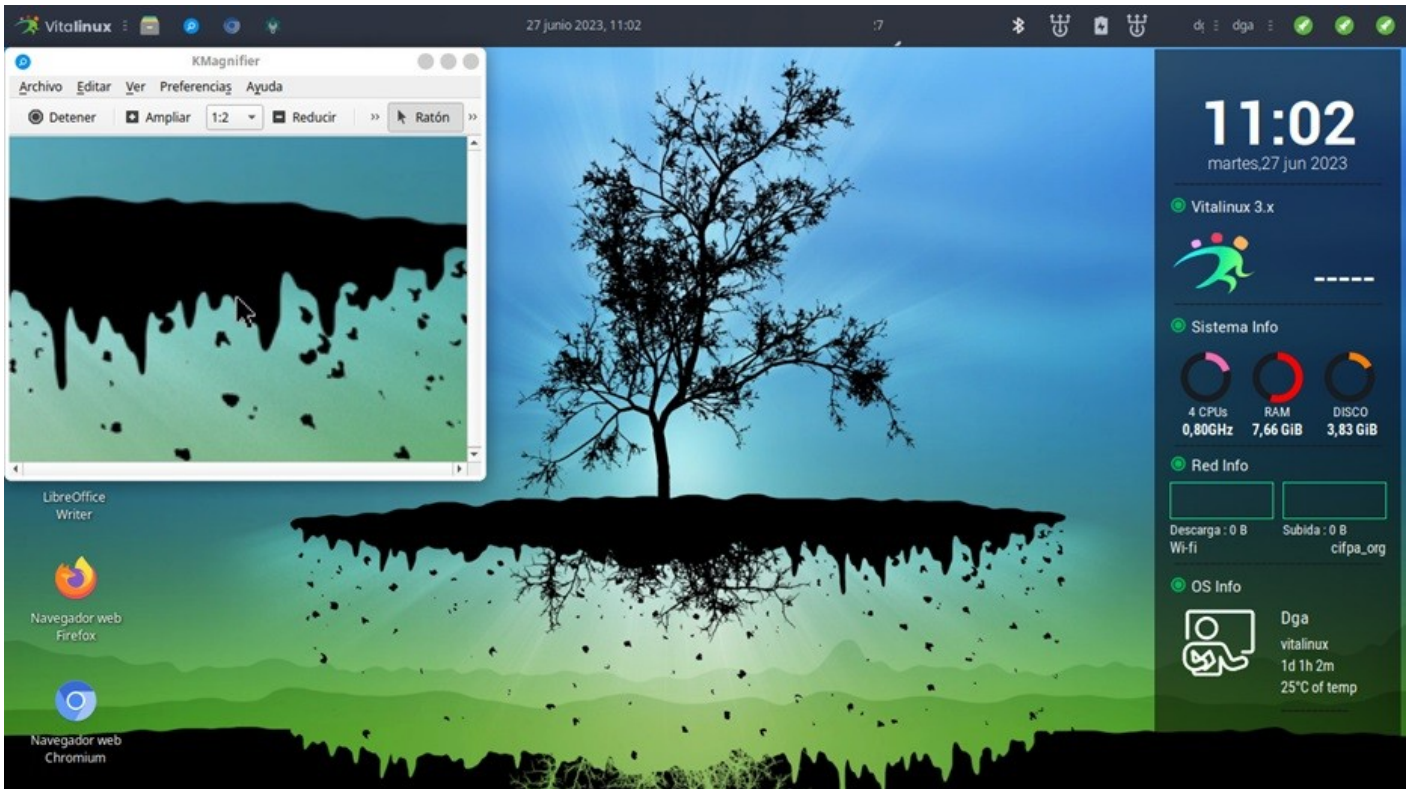 Vitalinux
27 junio 2023, 11:02
:7
dga
KMagnifier
Archivo Editar Ver Preferencias Ayuda
Detener Ampliar 1:2 Reducir » Ratón »
LibreOffice
Writer
Navegador web
Firefox
Navegador web
Chromium
11:02
martes,27 jun 2023
Vitalinux 3.x
-----
Sistema Info
4 CPUs RAM DISCO
0,80GHz 7,66 GiB 3,83 GiB
Red Info
Descarga : 0 B Subida : 0 B
Wi-fi cifpa_org
OS Info
Dga
vitalinux
1d 1h 2m
25°C of temp